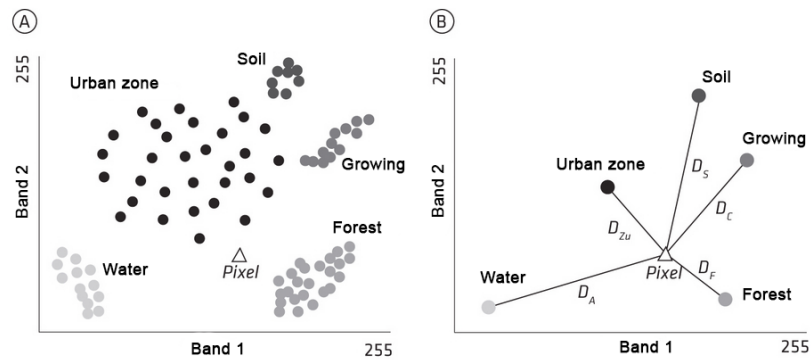 A
255
Soil
Urban zone
Growing
Band 2
Forest
Water
Pixel
Band 1
255
B
255
Soil
Growing
Urban zone
D_S
D_C
Band 2
D_Zu
Pixel
D_F
Water
D_A
Forest
Band 1
255